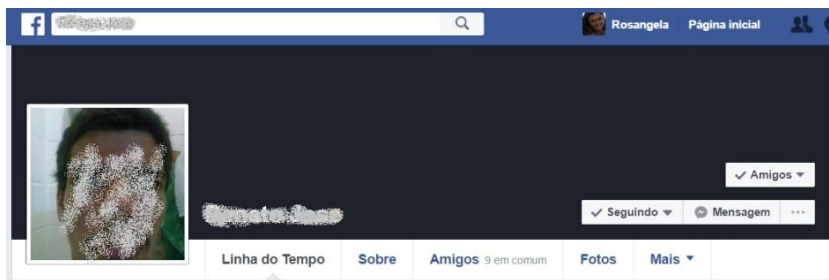 f
Rosangela Página inicial
✓ Amigos ▼
✓ Seguindo ▼ Mensagem ...
Linha do Tempo Sobre Amigos 9 em comum Fotos Mais ▼